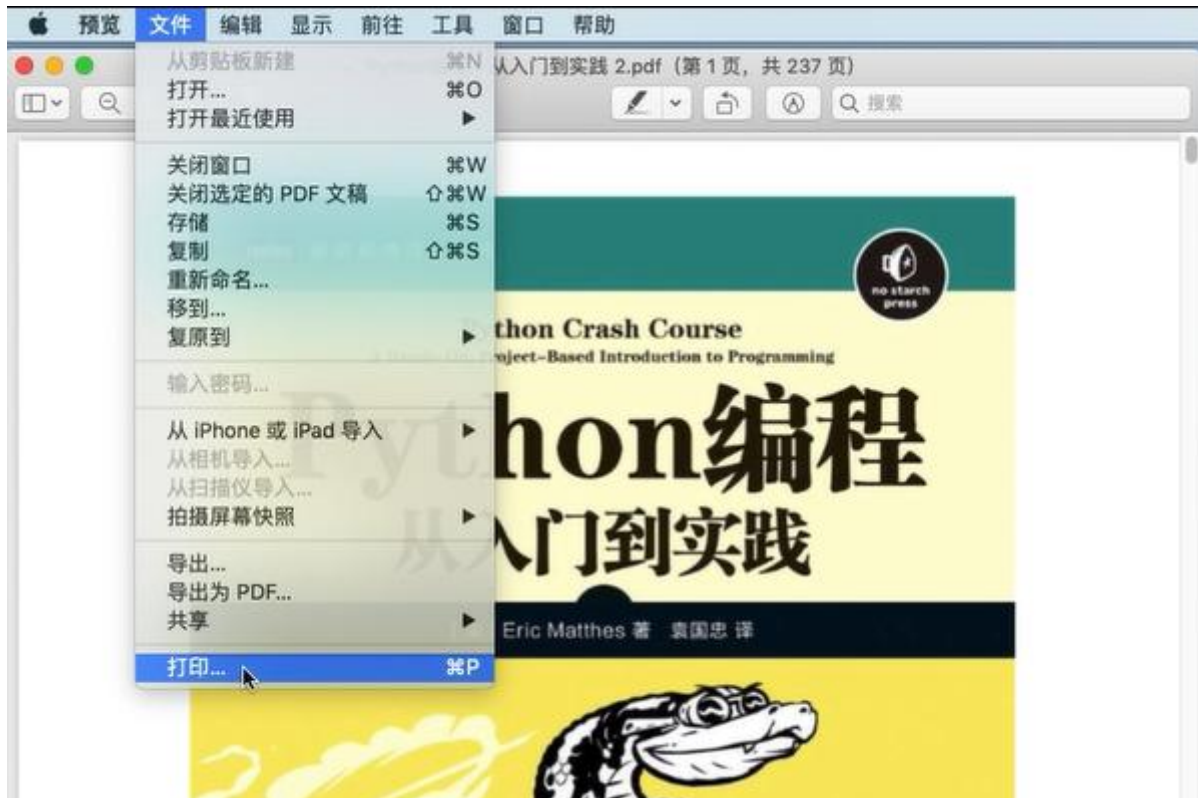 预览 文件 编辑 显示 前往 工具 窗口 帮助
从入门到实践 2.pdf（第 1 页，共 237 页）
搜索
从剪贴板新建 ⌘N
打开... ⌘O
打开最近使用 ▶
关闭窗口 ⌘W
关闭选定的 PDF 文稿 ⇧⌘W
存储 ⌘S
复制 ⇧⌘S
重新命名...
移到...
复原到 ▶
输入密码...
从 iPhone 或 iPad 导入 ▶
从相机导入...
从扫描仪导入...
拍摄屏幕快照 ▶
导出...
导出为 PDF...
共享 ▶
打印... ⌘P
no starch
press
Python Crash Course
Project-Based Introduction to Programming
Python编程
从入门到实践
Eric Matthes 著 袁国忠 译